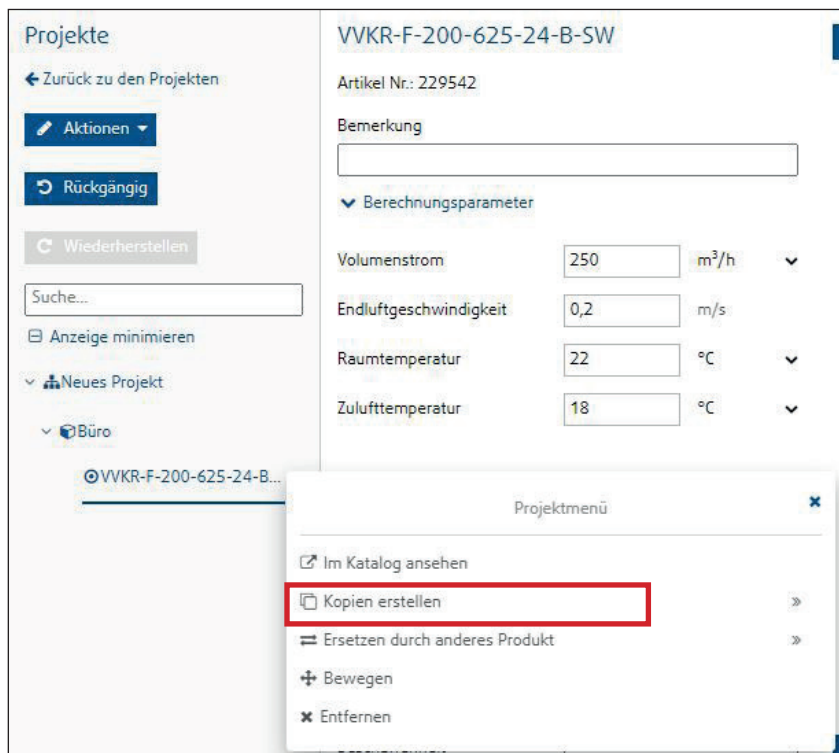 Projekte
← Zurück zu den Projekten
Aktionen
Rückgängig
Wiederherstellen
Suche...
Anzeige minimieren
Neues Projekt
Büro
VVKR-F-200-625-24-B...
VVKR-F-200-625-24-B-SW
Artikel Nr.: 229542
Bemerkung
Berechnungsparameter
Volumenstrom 250 m³/h
Endluftgeschwindigkeit 0,2 m/s
Raumtemperatur 22 °C
Zulufttemperatur 18 °C
Projektmenü
Im Katalog ansehen
Kopien erstellen »
Ersetzen durch anderes Produkt »
Bewegen
Entfernen